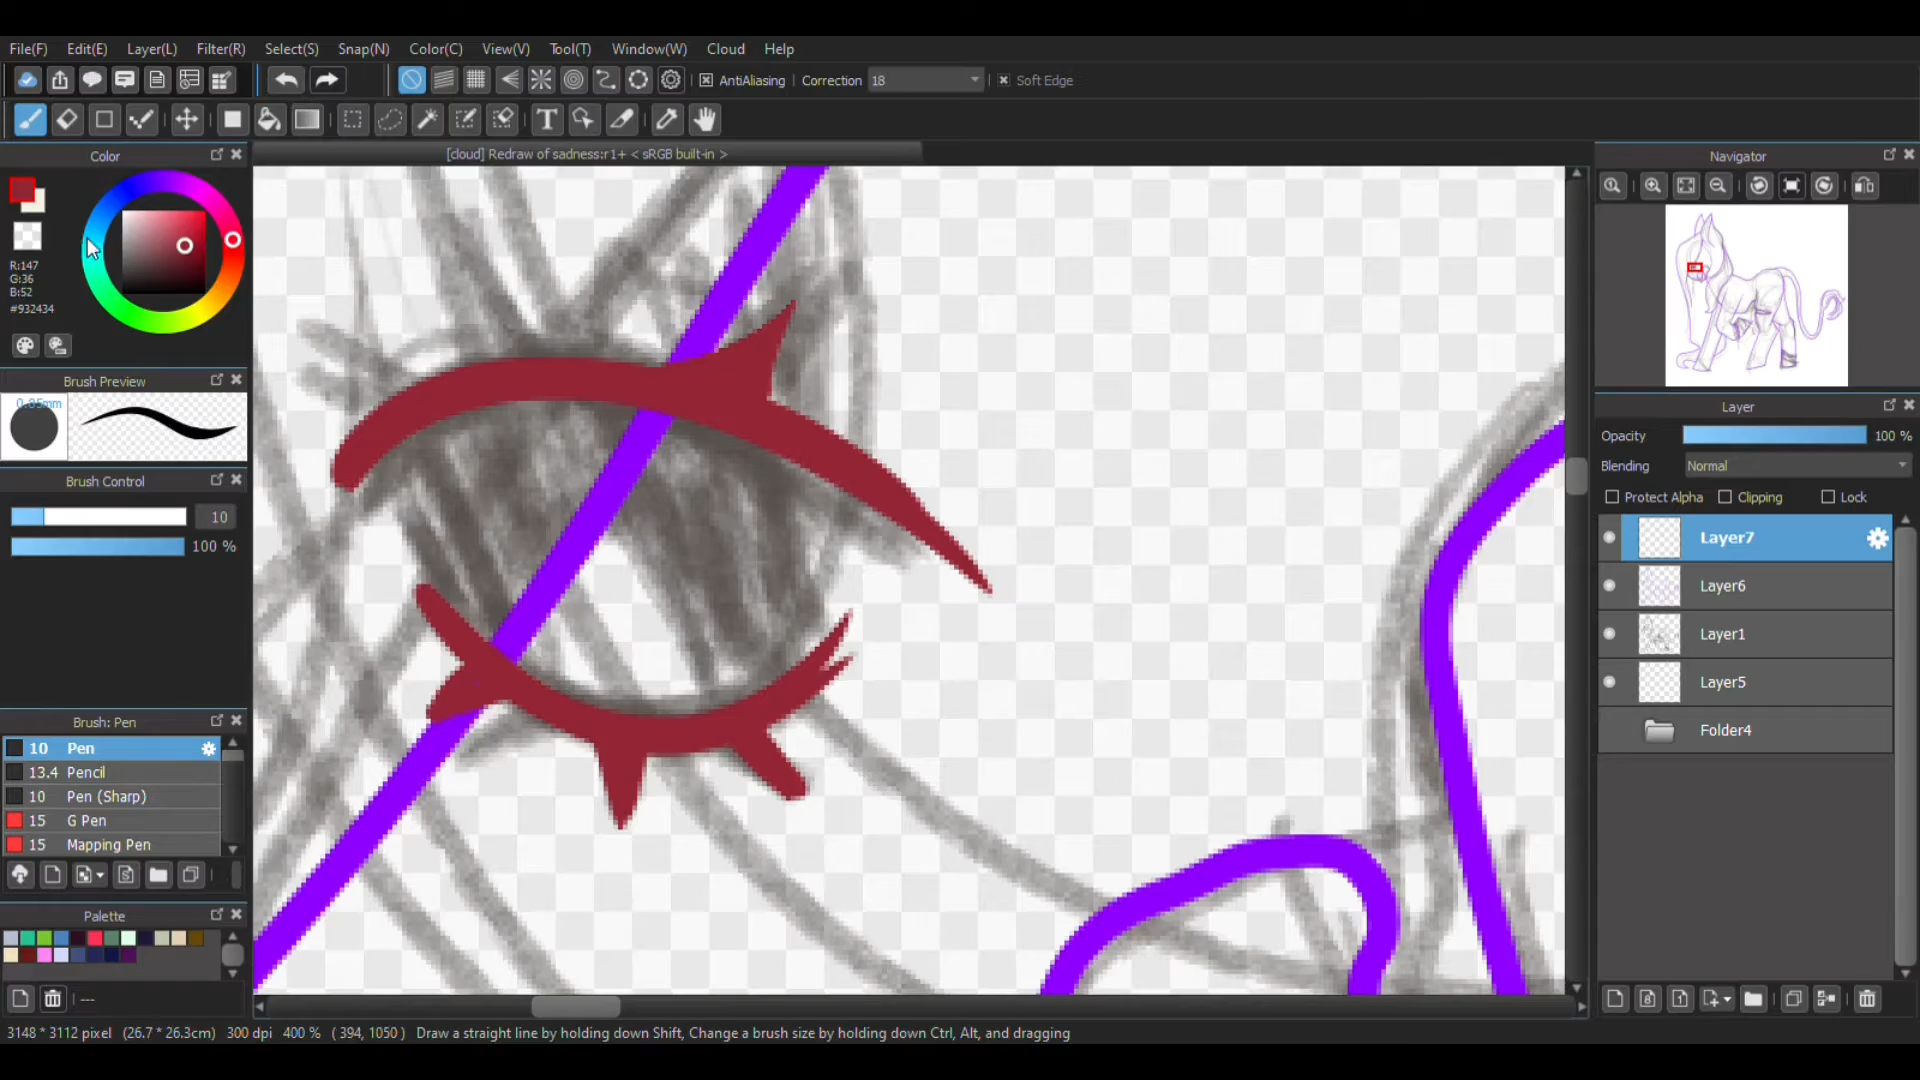 File(F) Edit(E) Layer(L) Filter(R) Select(S) Snap(N) Color(C) View(V) Tool(T) Window(W) Cloud Help
AntiAliasing Correction 18 Soft Edge
[cloud] Redraw of sadness:r1+ < sRGB built-in >
Color
R:147
G:36
B:52
#932434
Brush Preview
0.85mm
Brush Control
10
100 %
Brush: Pen
10 Pen
13.4 Pencil
10 Pen (Sharp)
15 G Pen
15 Mapping Pen
Palette
---
Navigator
Layer
Opacity 100 %
Blending Normal
Protect Alpha Clipping Lock
Layer7
Layer6
Layer1
Layer5
Folder4
3148 * 3112 pixel (26.7 * 26.3cm) 300 dpi 400 % ( 394, 1050 ) Draw a straight line by holding down Shift, Change a brush size by holding down Ctrl, Alt, and dragging